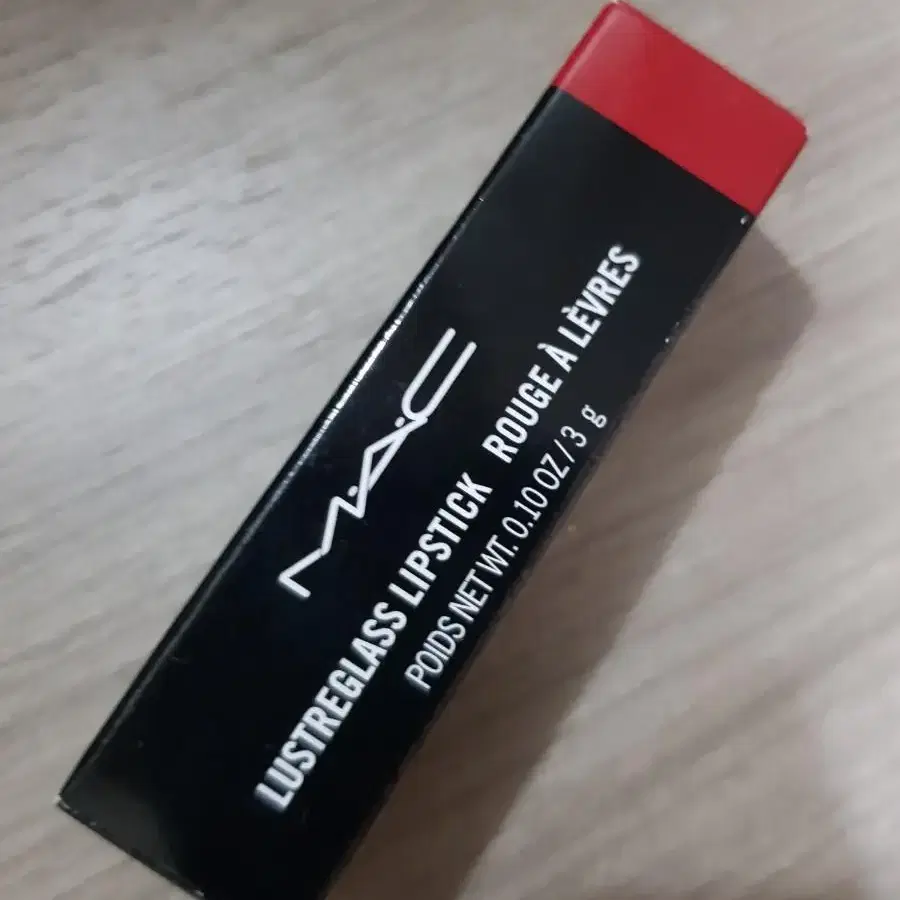 M·A·C
LUSTREGLASS LIPSTICK ROUGE À LÈVRES
POIDS NET WT. 0.10 OZ / 3 g